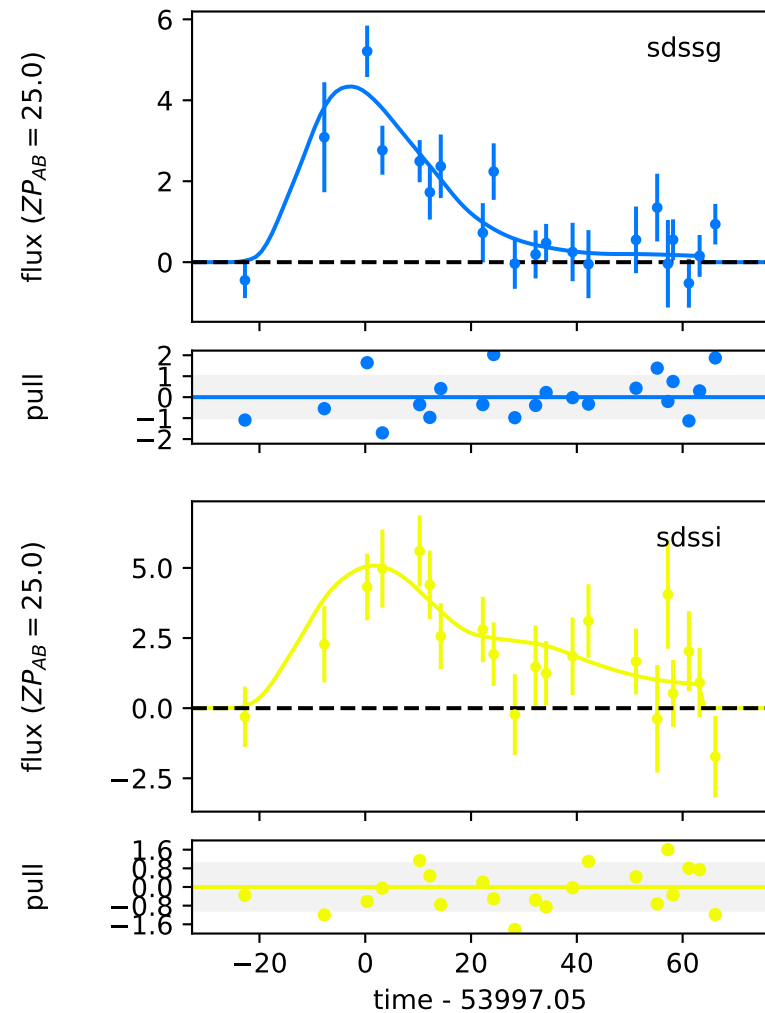 6
4
2
0
flux (ZP_AB = 25.0)
sdssg
2
1
0
−1
−2
pull
5.0
2.5
0.0
−2.5
flux (ZP_AB = 25.0)
sdssi
1.6
0.8
0.0
−0.8
−1.6
pull
−20 0 20 40 60
time - 53997.05